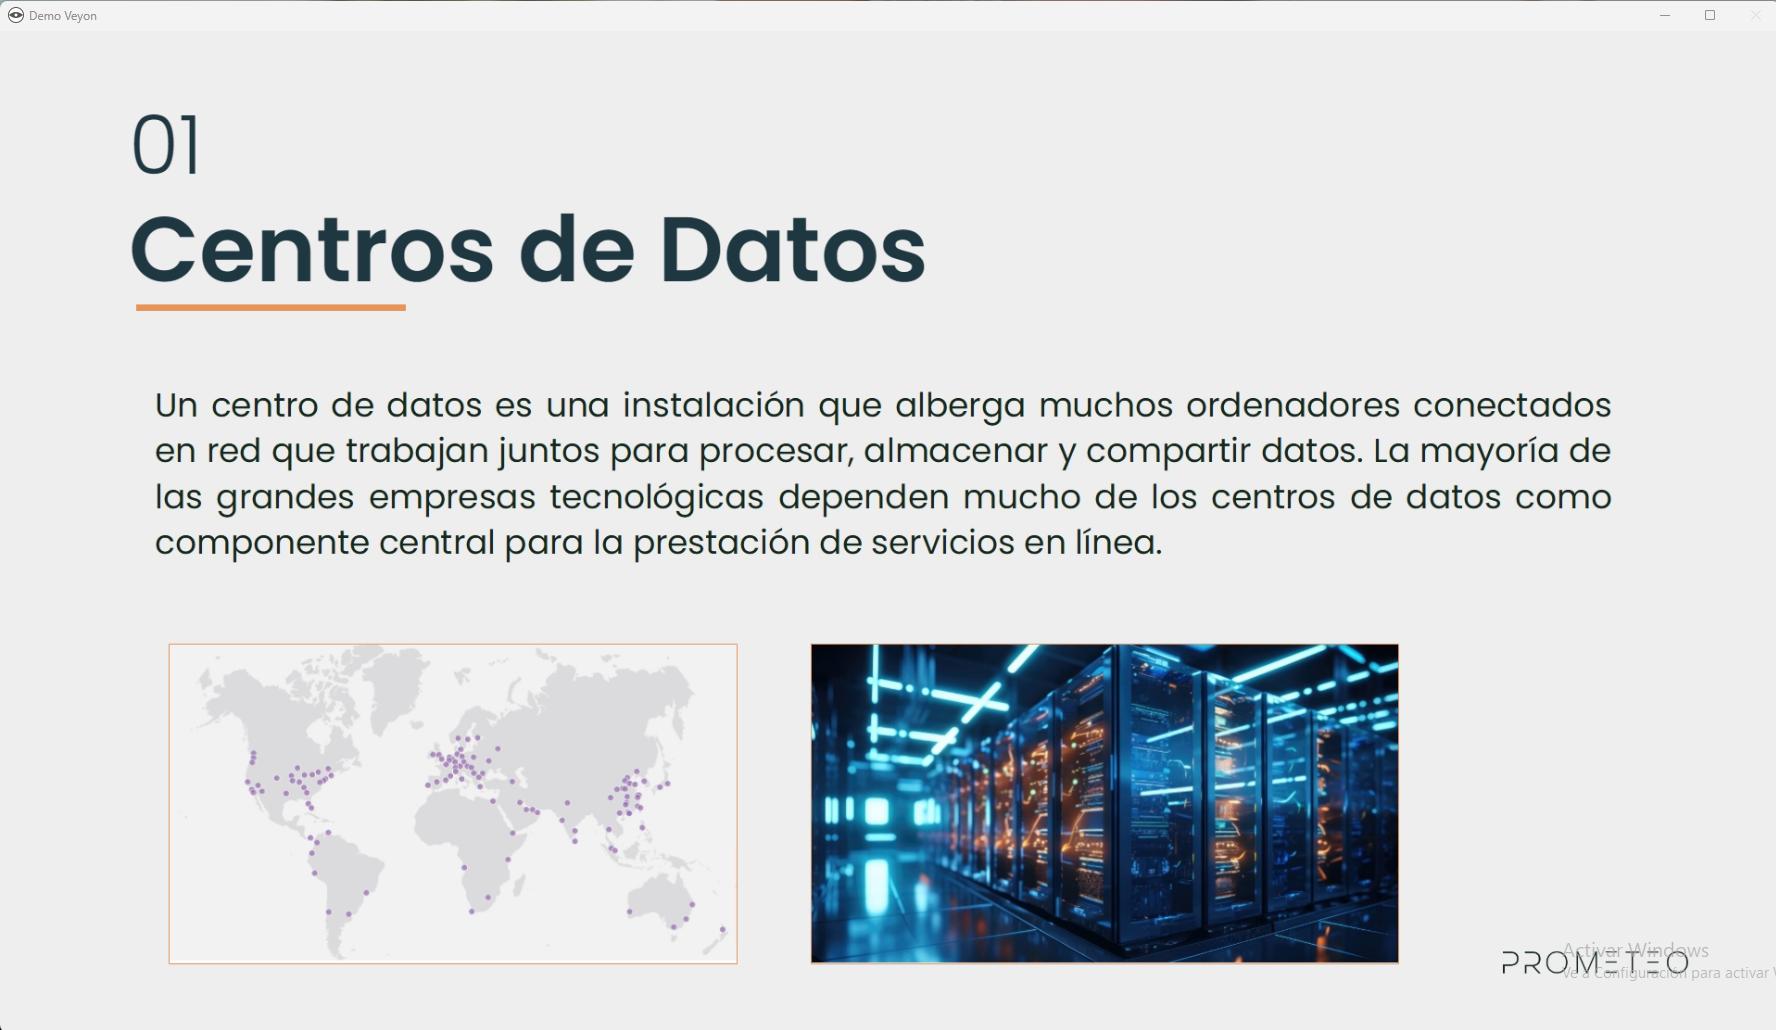 Demo Veyon
01
Centros de Datos
Un centro de datos es una instalación que alberga muchos ordenadores conectados
en red que trabajan juntos para procesar, almacenar y compartir datos. La mayoría de
las grandes empresas tecnológicas dependen mucho de los centros de datos como
componente central para la prestación de servicios en línea.
Activar Windows
PROMETEO
Ve a Configuración para activar